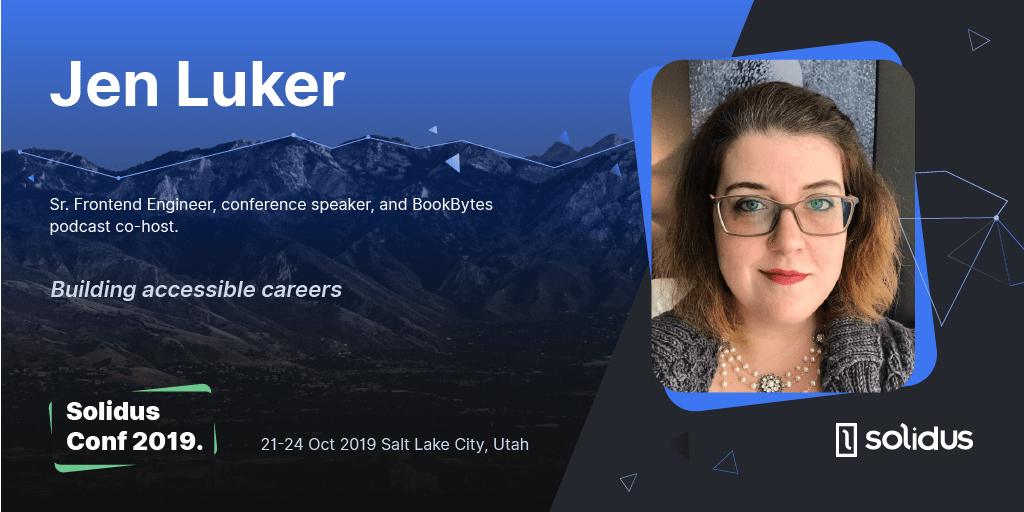 Jen Luker
Sr. Frontend Engineer, conference speaker, and BookBytes
podcast co-host.
Building accessible careers
Solidus
Conf 2019.
21-24 Oct 2019 Salt Lake City, Utah
solidus